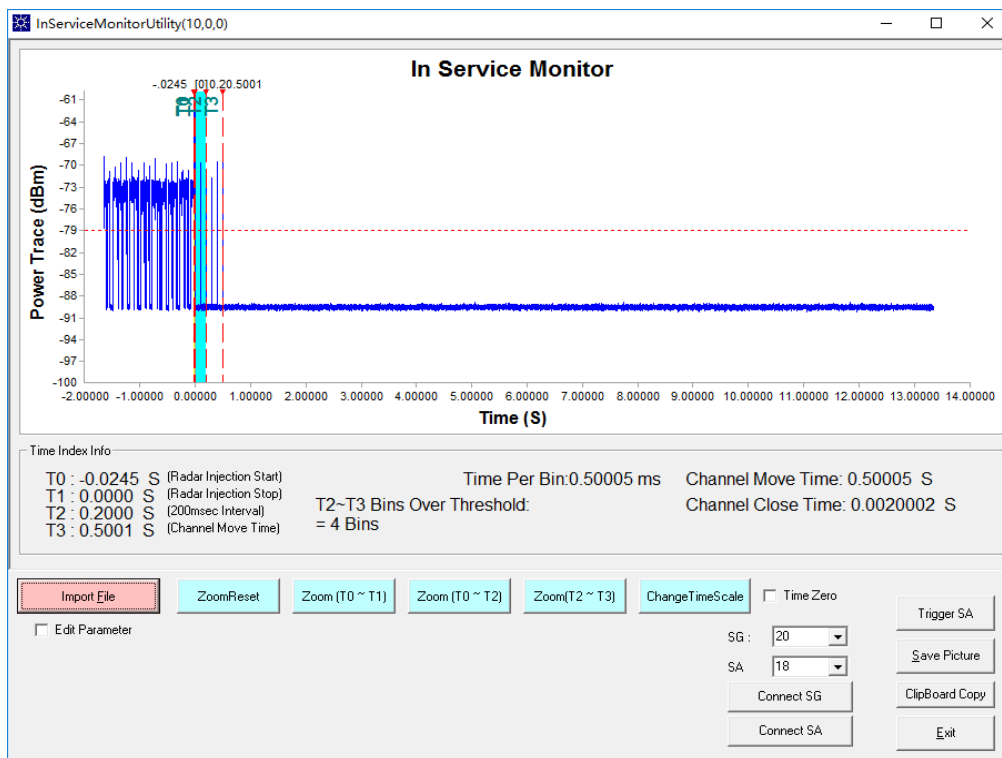 InServiceMonitorUtility(10,0,0)
In Service Monitor
-.0245 [0]0.20.5001
T2
T3
Power Trace (dBm)
-61
-64
-67
-70
-73
-76
-79
-82
-85
-88
-91
-94
-97
-100
-2.00000 -1.00000 0.00000 1.00000 2.00000 3.00000 4.00000 5.00000 6.00000 7.00000 8.00000 9.00000 10.00000 11.00000 12.00000 13.00000 14.00000
Time (S)
Time Index Info
T0 : -0.0245 S (Radar Injection Start)
T1 : 0.0000 S (Radar Injection Stop)
T2 : 0.2000 S (200msec Interval)
T3 : 0.5001 S (Channel Move Time)
Time Per Bin:0.50005 ms
T2~T3 Bins Over Threshold:
= 4 Bins
Channel Move Time: 0.50005 S
Channel Close Time: 0.0020002 S
Import File
ZoomReset
Zoom (T0 ~ T1)
Zoom (T0 ~ T2)
Zoom(T2 ~ T3)
ChangeTimeScale
Time Zero
Edit Parameter
SG : 20
SA 18
Connect SG
Connect SA
Trigger SA
Save Picture
ClipBoard Copy
Exit